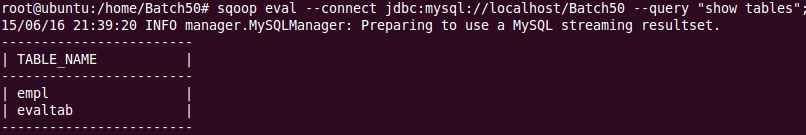 root@ubuntu:/home/Batch50# sqoop eval --connect jdbc:mysql://localhost/Batch50 --query "show tables";
15/06/16 21:39:20 INFO manager.MySQLManager: Preparing to use a MySQL streaming resultset.
------------------------
| TABLE_NAME           |
------------------------
| empl                 |
| evaltab              |
------------------------